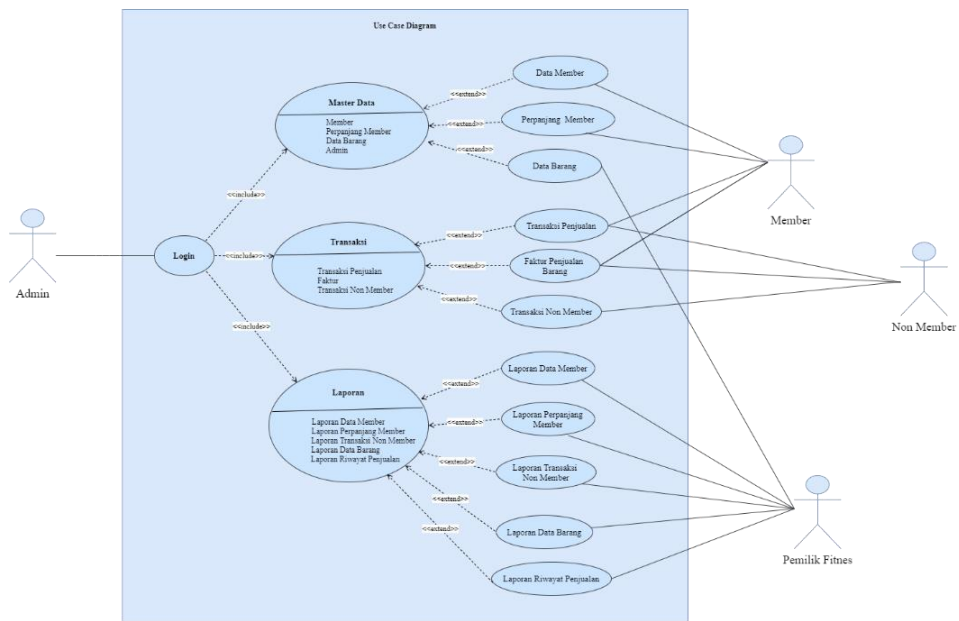 Use Case Diagram
Data Member
<<extend>>
Master Data
Member
Perpanjang Member
Data Barang
Admin
<<extend>>
Perpanjang Member
<<extend>>
Data Barang
<<include>>
Member
Admin
Login
<<include>>
Transaksi
Transaksi Penjualan
Faktur
Transaksi Non Member
<<extend>>
Transaksi Penjualan
<<extend>>
Faktur Penjualan
Barang
<<extend>>
Transaksi Non Member
Non Member
<<include>>
Laporan
Laporan Data Member
Laporan Perpanjang Member
Laporan Transaksi Non Member
Laporan Data Barang
Laporan Riwayat Penjualan
<<extend>>
Laporan Data Member
<<extend>>
Laporan Perpanjang
Member
<<extend>>
Laporan Transaksi
Non Member
<<extend>>
Laporan Data Barang
<<extend>>
Laporan Riwayat Penjualan
Pemilik Fitnes